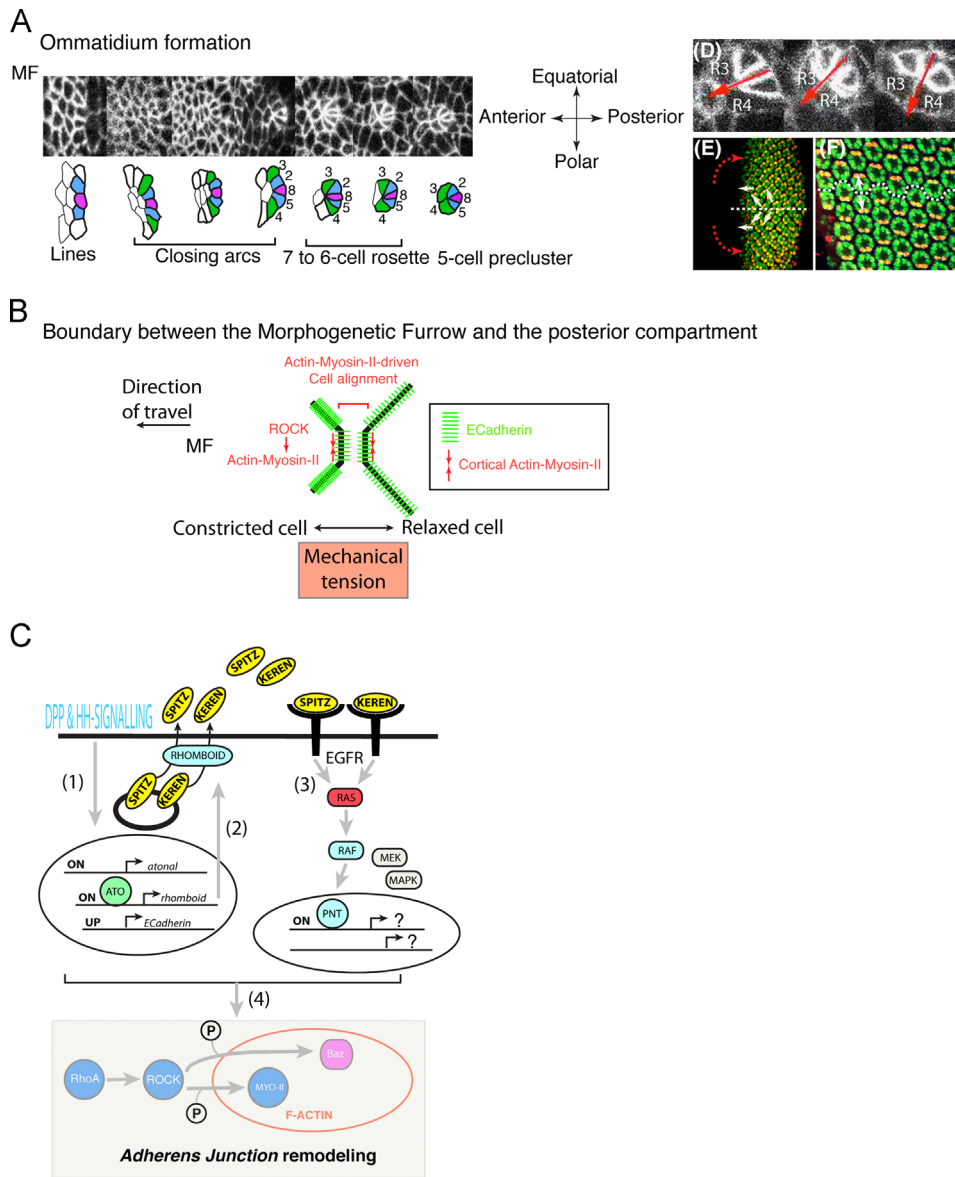 A
Ommatidium formation
MF
3
2
8
5
4
3
2
8
5
4
3
2
8
5
4
3
2
8
5
4
Lines
Closing arcs
7 to 6-cell rosette
5-cell precluster
Equatorial
Anterior
Posterior
Polar
(D)
R3
R4
R3
R4
R3
R4
(E)
(F)
B
Boundary between the Morphogenetic Furrow and the posterior compartment
Actin-Myosin-II-driven
Cell alignment
Direction
of travel
MF
ROCK
Actin-Myosin-II
ECadherin
Cortical Actin-Myosin-II
Constricted cell
Relaxed cell
Mechanical
tension
C
DPP & HH-SIGNALLING
SPITZ
KEREN
SPITZ
KEREN
SPITZ
KEREN
RHOMBOID
EGFR
(1)
SPITZ
KEREN
(2)
(3)
RAS
RAF
MEK
MAPK
ON
atonal
ON
ATO
rhomboid
UP
ECadherin
PNT
ON
?
?
(4)
P
Baz
RhoA
ROCK
MYO-II
P
F-ACTIN
Adherens Junction remodeling